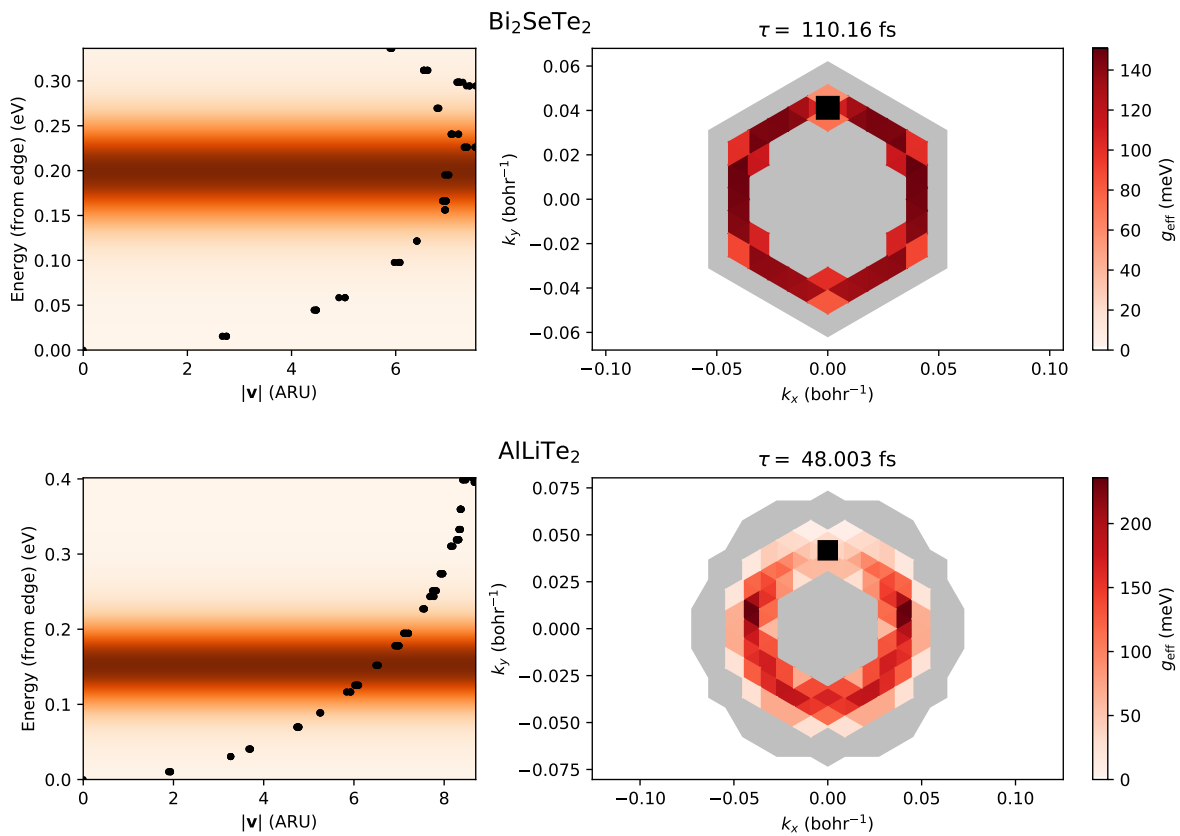 Bi₂SeTe₂
τ = 110.16 fs
Energy (from edge) (eV)
0.30
0.25
0.20
0.15
0.10
0.05
0.00
0 2 4 6
|v| (ARU)
k_y (bohr⁻¹)
0.06
0.04
0.02
0.00
−0.02
−0.04
−0.06
−0.10 −0.05 0.00 0.05 0.10
k_x (bohr⁻¹)
140
120
100
80
60
40
20
0
g_eff (meV)
AlLiTe₂
τ = 48.003 fs
Energy (from edge) (eV)
0.4
0.3
0.2
0.1
0.0
0 2 4 6 8
|v| (ARU)
k_y (bohr⁻¹)
0.075
0.050
0.025
0.000
−0.025
−0.050
−0.075
−0.10 −0.05 0.00 0.05 0.10
k_x (bohr⁻¹)
200
150
100
50
0
g_eff (meV)